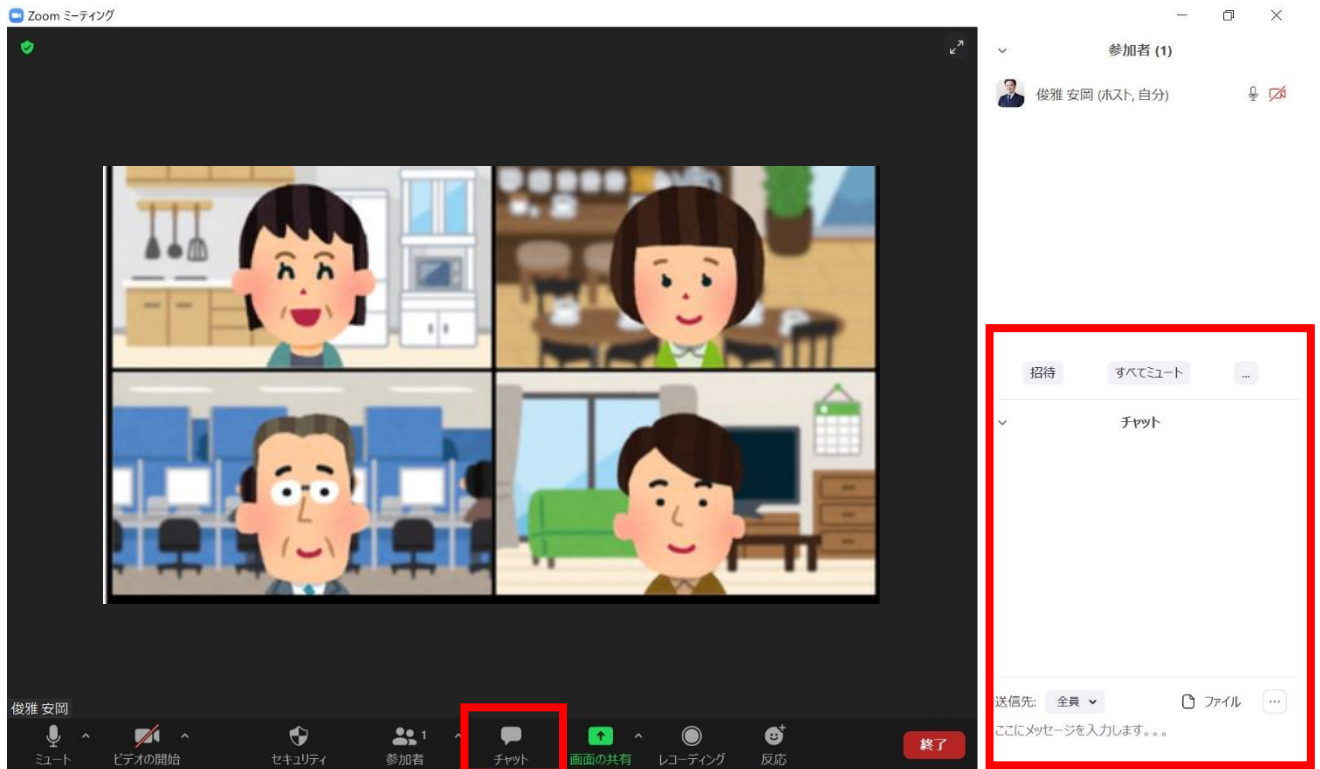 Zoom ミーティング
参加者 (1)
俊雅 安岡 (ホスト, 自分)
招待
すべてミュート
...
チャット
送信先:
全員
ファイル
...
ここにメッセージを入力します。。。
俊雅 安岡
ミュート
ビデオの開始
セキュリティ
1
参加者
チャット
画面の共有
レコーディング
反応
終了